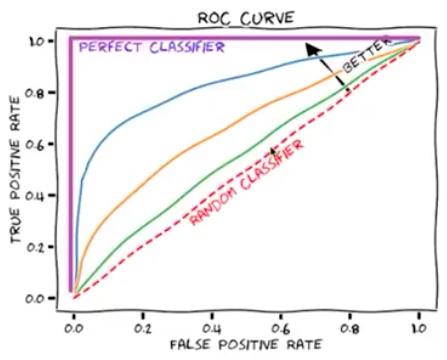 ROC CURVE
1.0
PERFECT CLASSIFIER
BETTER
0.8
0.6
0.4
0.2
0.0
RANDOM CLASSIFIER
TRUE POSITIVE RATE
0.0 0.2 0.4 0.6 0.8 1.0
FALSE POSITIVE RATE